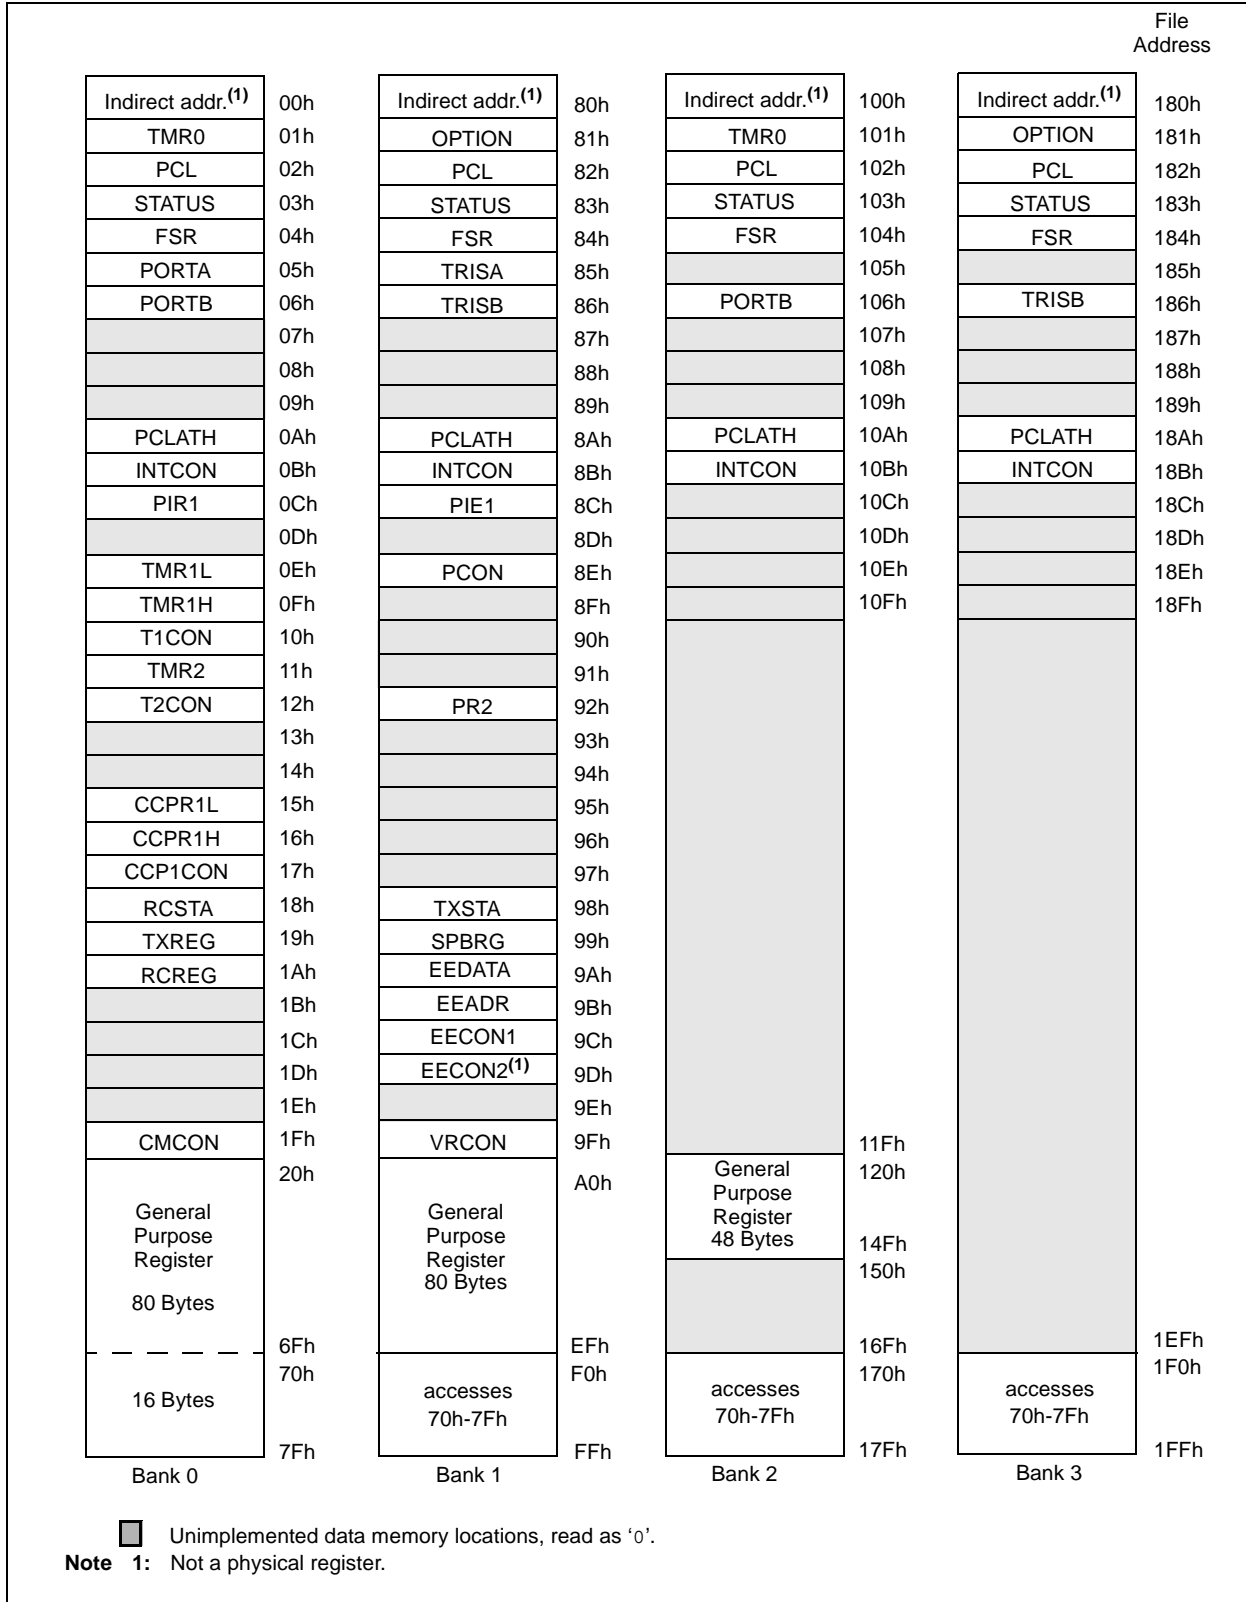 File
Address
Indirect addr.(1) 00h Indirect addr.(1) 80h Indirect addr.(1) 100h Indirect addr.(1) 180h
TMR0 01h OPTION 81h TMR0 101h OPTION 181h
PCL 02h PCL 82h PCL 102h PCL 182h
STATUS 03h STATUS 83h STATUS 103h STATUS 183h
FSR 04h FSR 84h FSR 104h FSR 184h
PORTA 05h TRISA 85h 105h 185h
PORTB 06h TRISB 86h PORTB 106h TRISB 186h
07h 87h 107h 187h
08h 88h 108h 188h
09h 89h 109h 189h
PCLATH 0Ah PCLATH 8Ah PCLATH 10Ah PCLATH 18Ah
INTCON 0Bh INTCON 8Bh INTCON 10Bh INTCON 18Bh
PIR1 0Ch PIE1 8Ch 10Ch 18Ch
0Dh 8Dh 10Dh 18Dh
TMR1L 0Eh PCON 8Eh 10Eh 18Eh
TMR1H 0Fh 8Fh 10Fh 18Fh
T1CON 10h 90h
TMR2 11h 91h
T2CON 12h PR2 92h
13h 93h
14h 94h
CCPR1L 15h 95h
CCPR1H 16h 96h
CCP1CON 17h 97h
RCSTA 18h TXSTA 98h
TXREG 19h SPBRG 99h
RCREG 1Ah EEDATA 9Ah
1Bh EEADR 9Bh
1Ch EECON1 9Ch
1Dh EECON2(1) 9Dh
1Eh 9Eh
CMCON 1Fh VRCON 9Fh 11Fh
20h A0h General 120h
Purpose
General General Register
Purpose Purpose 48 Bytes 14Fh
Register Register 150h
80 Bytes 80 Bytes
6Fh EFh 16Fh 1EFh
70h F0h 170h 1F0h
16 Bytes accesses accesses accesses
70h-7Fh 70h-7Fh 70h-7Fh
7Fh FFh 17Fh 1FFh
Bank 0 Bank 1 Bank 2 Bank 3
Unimplemented data memory locations, read as ‘0’.
Note 1: Not a physical register.